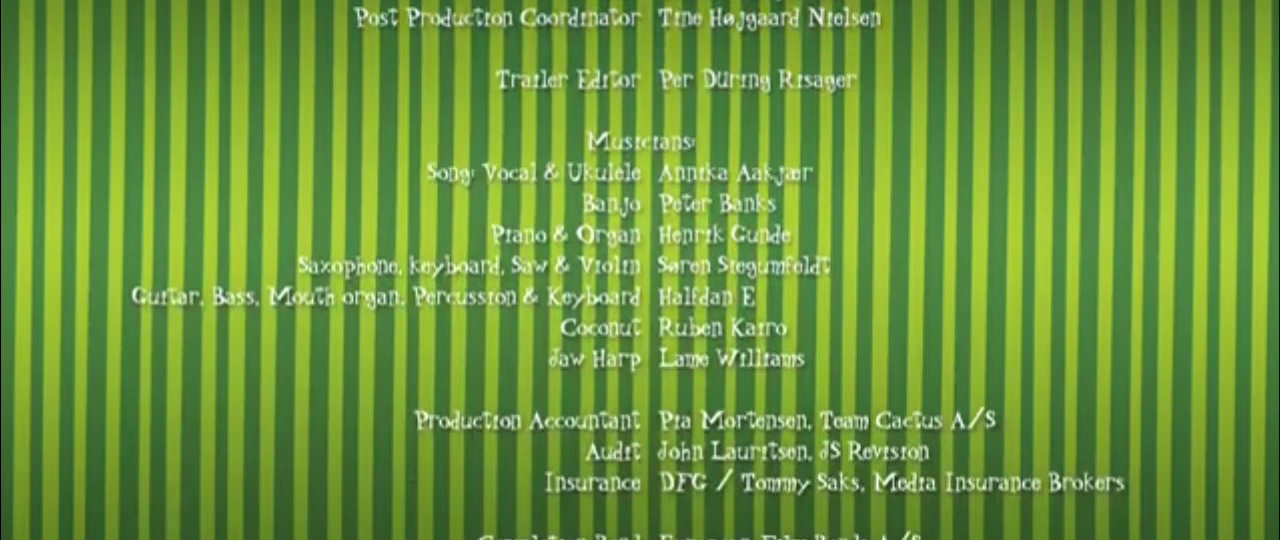 Post Production Coordinator Tine Højgaard Nielsen
Trailer Editor Per Düring Risager
Musicians:
Song: Vocal & Ukulele Annika Aakjær
Banjo Peter Banks
Piano & Organ Henrik Gunde
Saxophone, keyboard, Saw & Violin Søren Siegumfeldt
Guitar, Bass, Mouth organ, Percussion & Keyboard Halfdan E
Coconut Ruben Kairo
Jaw Harp Lame Williams
Production Accountant Pia Mortensen, Team Cactus A/S
Audit John Lauritsen, JS Revision
Insurance DFG / Tommy Saks, Media Insurance Brokers